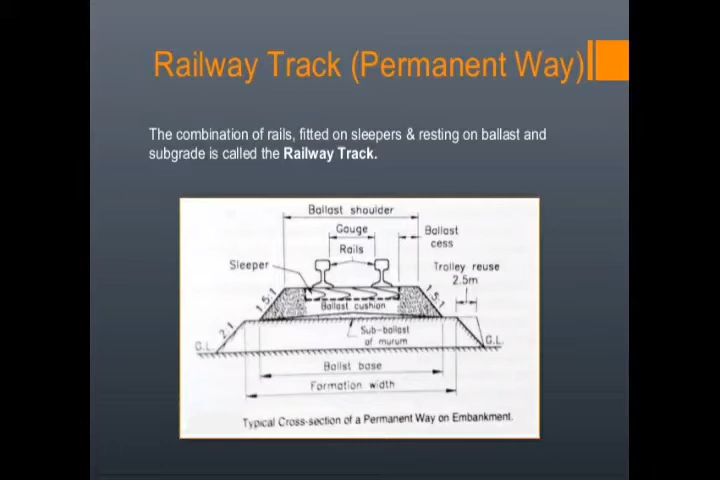 Railway Track (Permanent Way)
The combination of rails, fitted on sleepers & resting on ballast and
subgrade is called the Railway Track.
Ballast shoulder
Gauge
Ballast
cess
Rails
Sleeper
Trolley reuse
2.5m
1.5:1
1.5:1
Ballast cushion
2:1
Sub-ballast
of murum
G.L.
G.L.
Ballst base
Formation width
Typical Cross-section of a Permanent Way on Embankment.